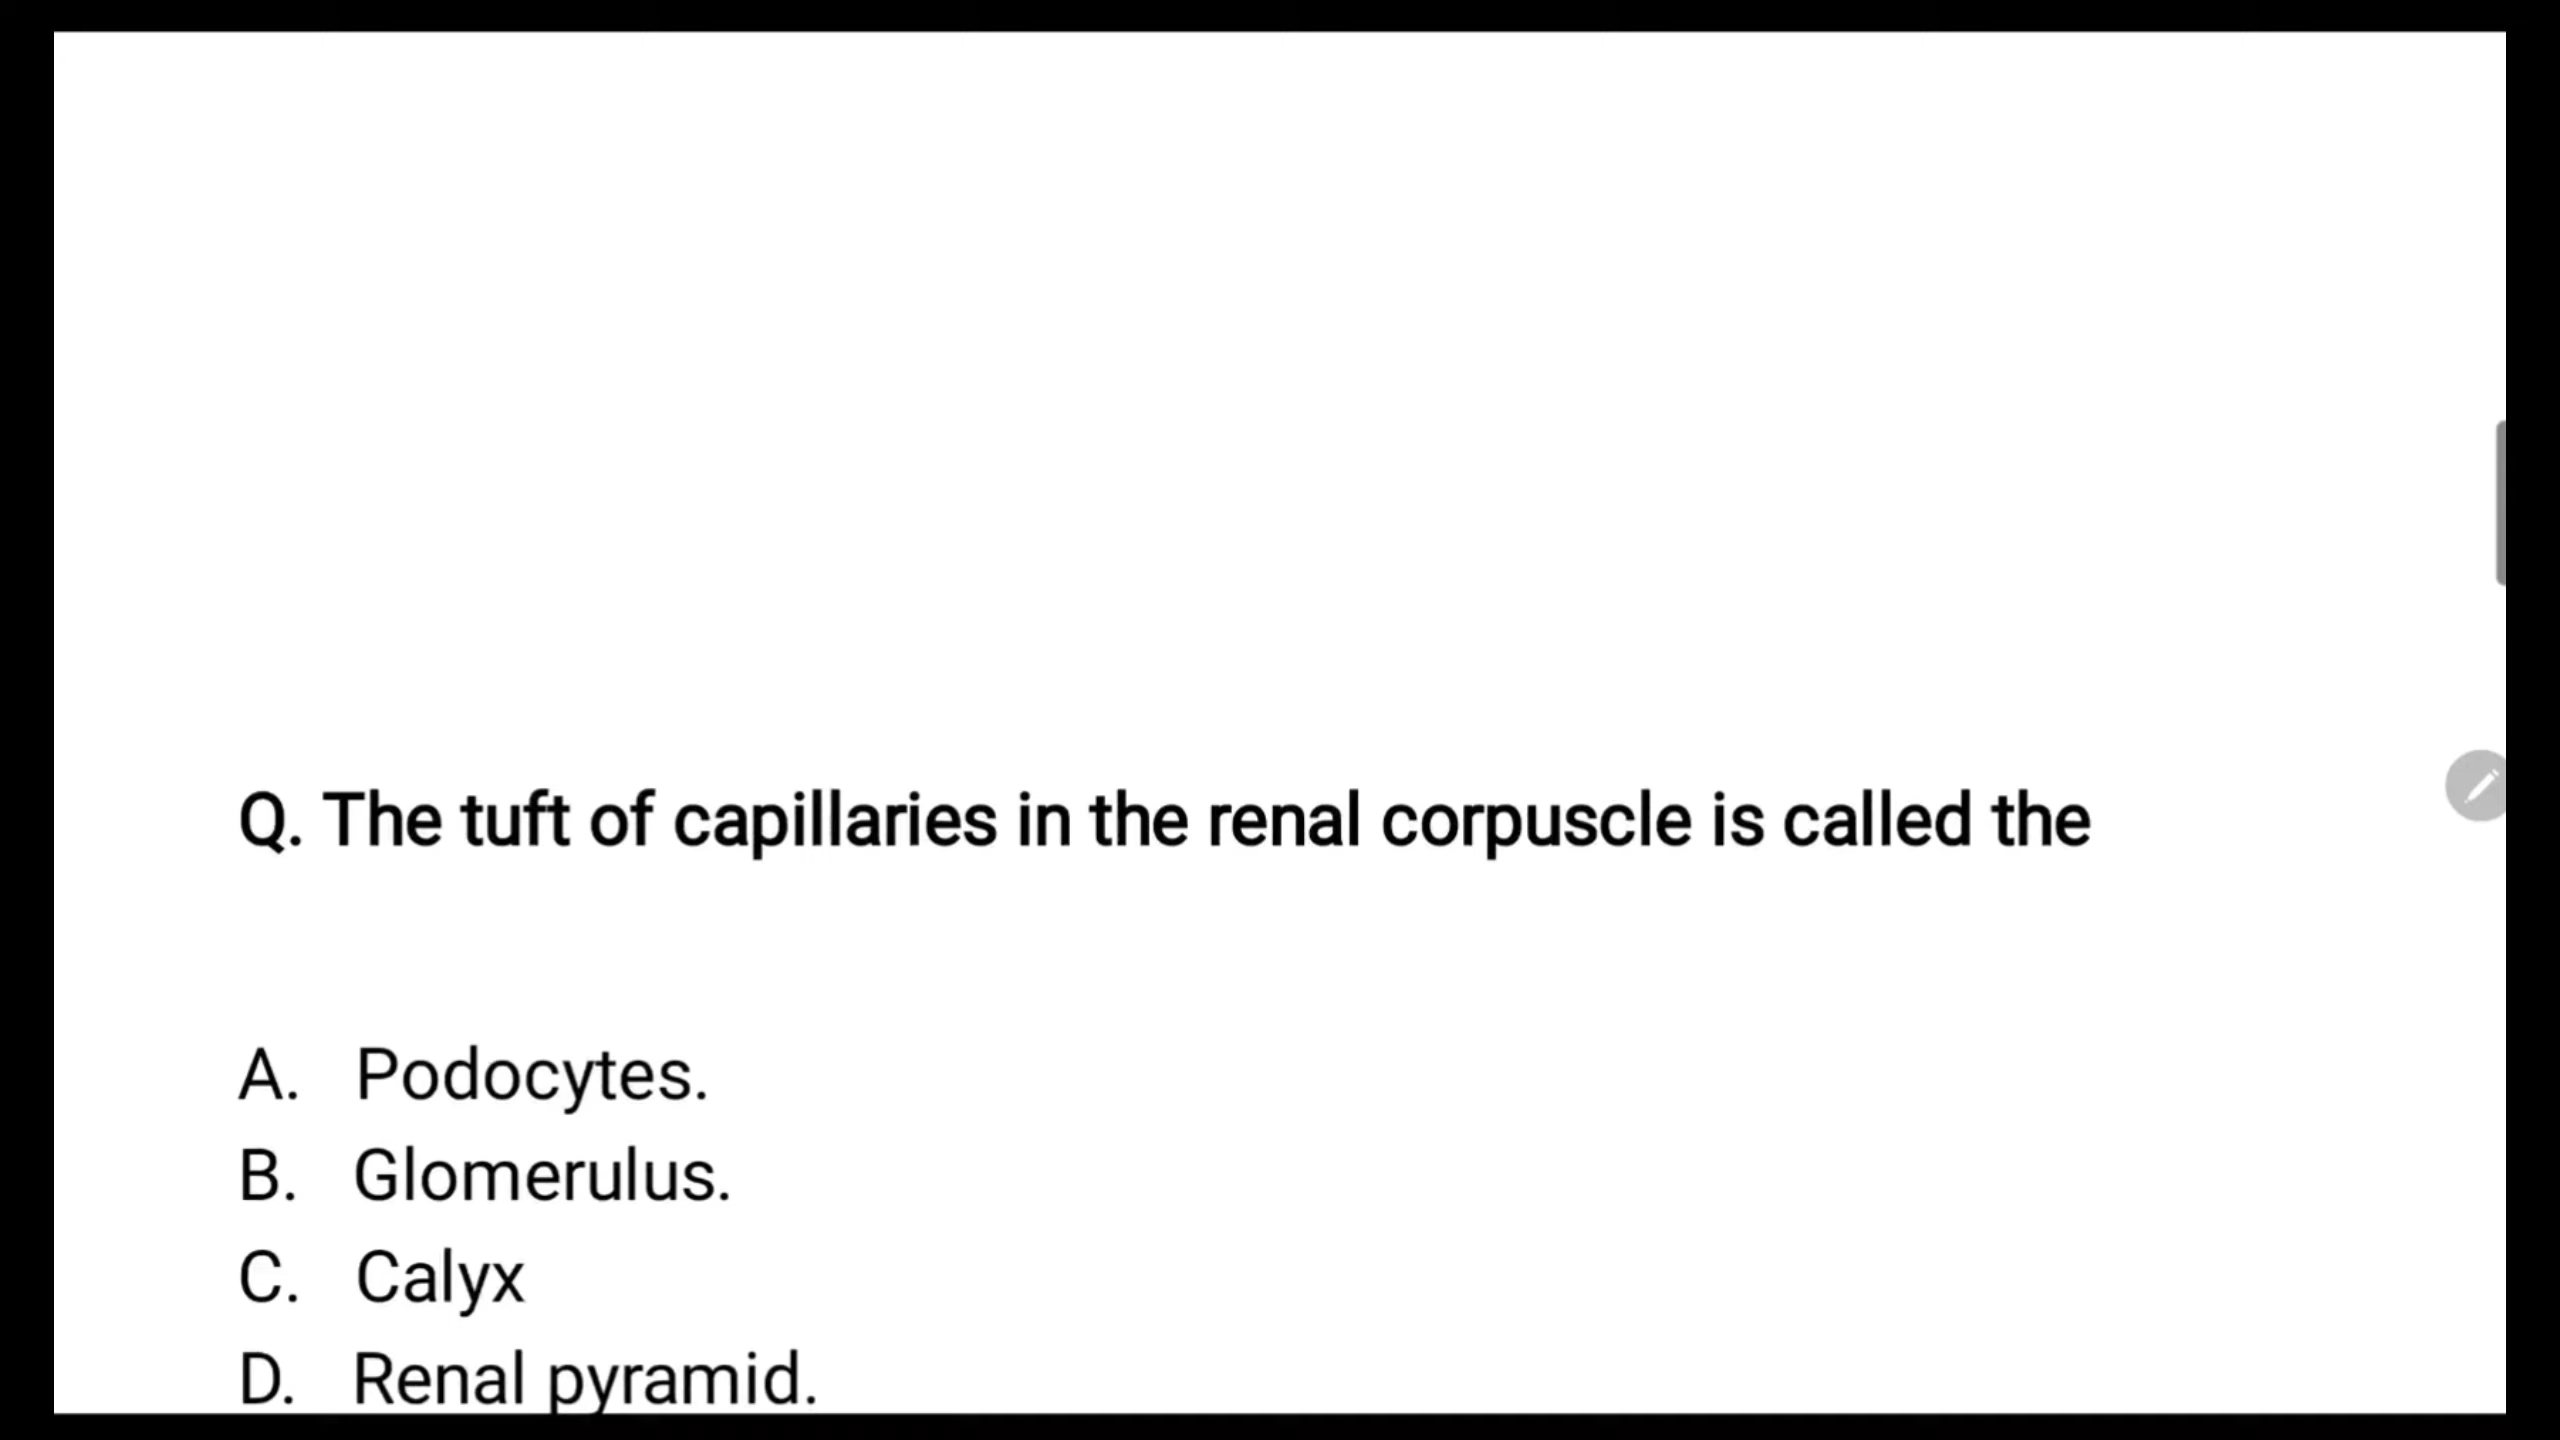 Q. The tuft of capillaries in the renal corpuscle is called the
A. Podocytes.
B. Glomerulus.
C. Calyx
D. Renal pyramid.